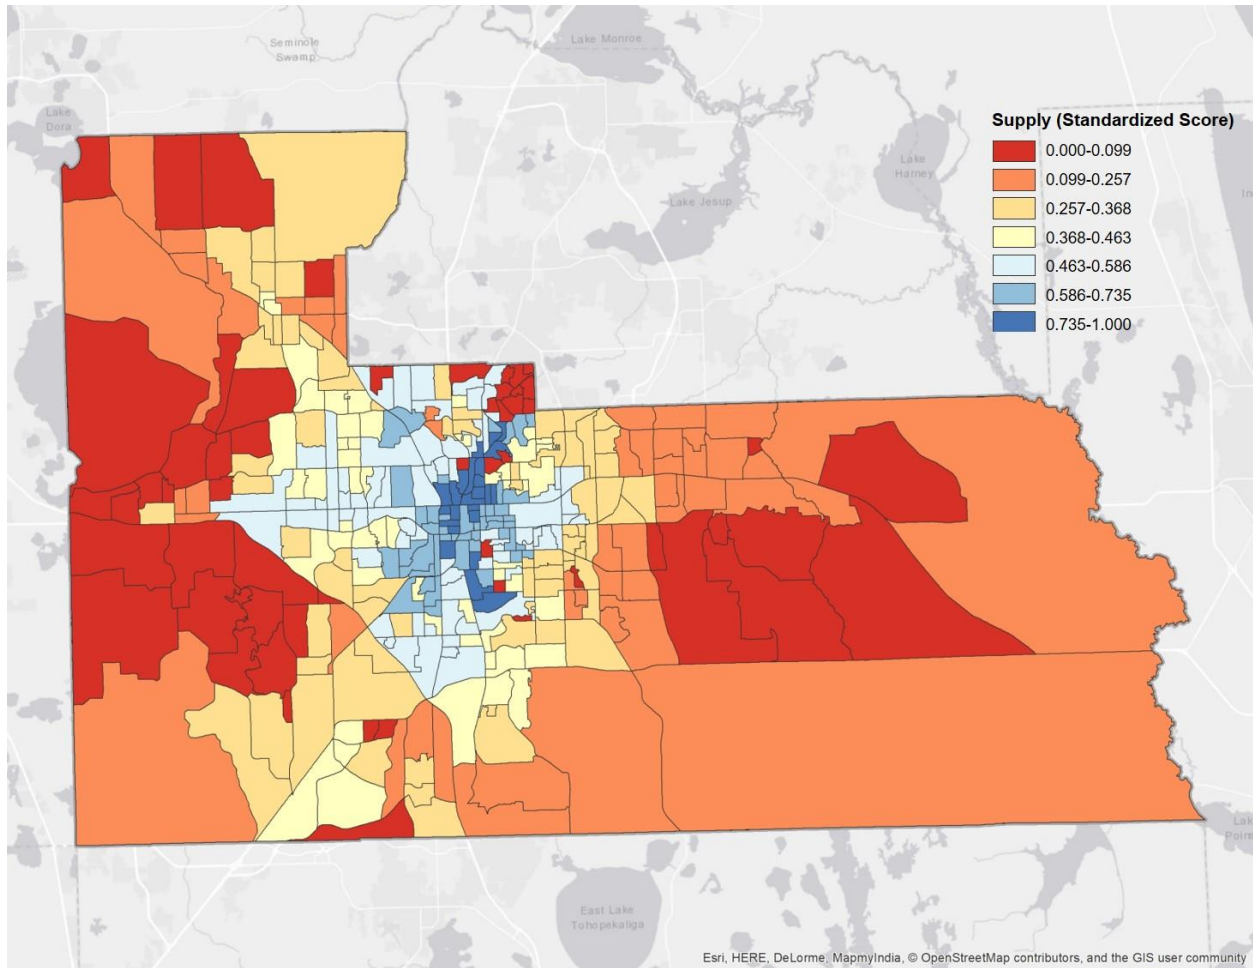 Seminole
Swamp
Lake Monroe
Lake
Dora
Supply (Standardized Score)
0.000-0.099
0.099-0.257
0.257-0.368
0.368-0.463
0.463-0.586
0.586-0.735
0.735-1.000
Lake
Harney
Lake Jesup
East Lake
Tohopekaliga
Esri, HERE, DeLorme, MapmyIndia, © OpenStreetMap contributors, and the GIS user community